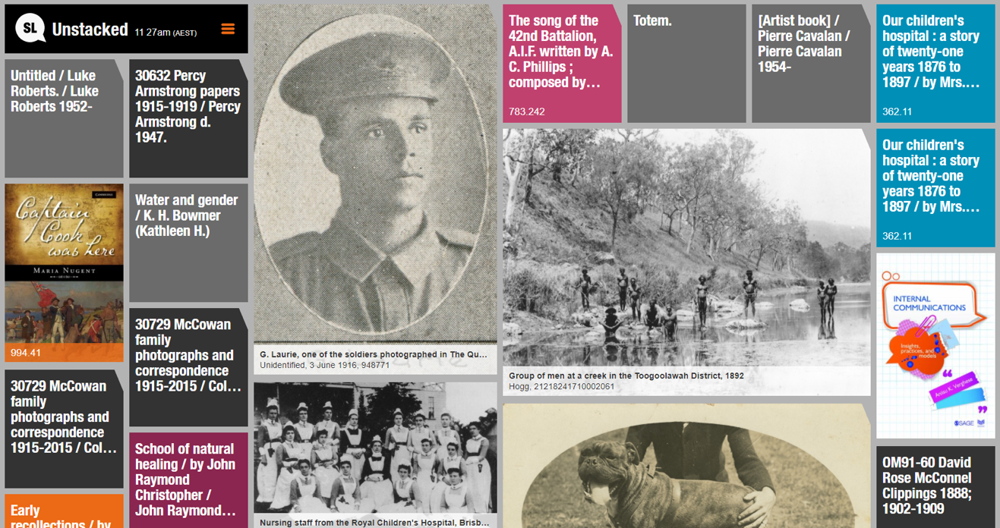 SL
Unstacked 11 27am (AEST)
Untitled / Luke
Roberts. / Luke
Roberts 1952-
30632 Percy
Armstrong papers
1915-1919 / Percy
Armstrong d.
1947.
Captain
Cook
was here
MARIA NUGENT
994.41
Water and gender
/ K. H. Bowmer
(Kathleen H.)
30729 McCowan
family
photographs and
correspondence
1915-2015 / Col…
30729 McCowan
family
photographs and
correspondence
1915-2015 / Col…
School of natural
healing / by John
Raymond
Christopher /
John Raymond…
Early
recollections / by
G. Laurie, one of the soldiers photographed in The Qu…
Unidentified, 3 June 1916, 948771
Nursing staff from the Royal Children's Hospital, Brisb…
The song of the
42nd Battalion,
A.I.F. written by A.
C. Phillips ;
composed by…
783.242
Totem.
[Artist book] /
Pierre Cavalan /
Pierre Cavalan
1954-
Group of men at a creek in the Toogoolawah District, 1892
Hogg, 21218241710002061
Our children's
hospital : a story
of twenty-one
years 1876 to
1897 / by Mrs.…
362.11
Our children's
hospital : a story
of twenty-one
years 1876 to
1897 / by Mrs.…
362.11
INTERNAL
COMMUNICATIONS
Insights,
practices, and
models
Anisu K. Verghese
SAGE
OM91-60 David
Rose McConnel
Clippings 1888;
1902-1909